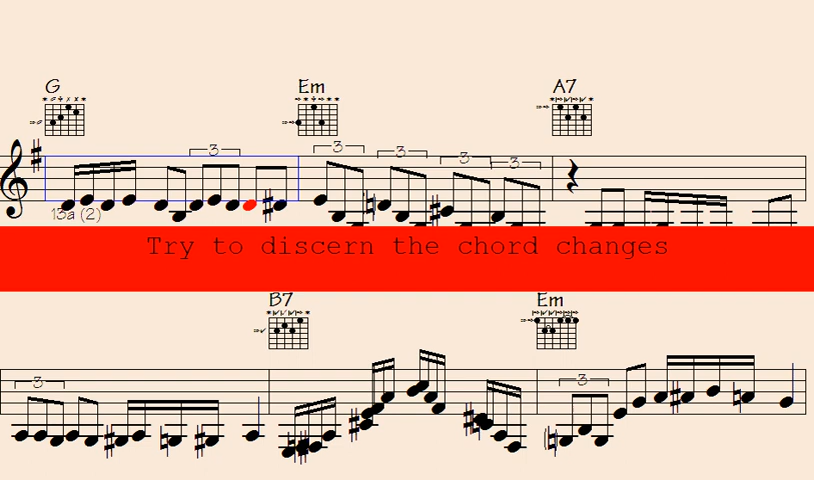 G Em A7
3 3 3 3 3
13a (2)
Try to discern the chord changes
B7 Em
3 3